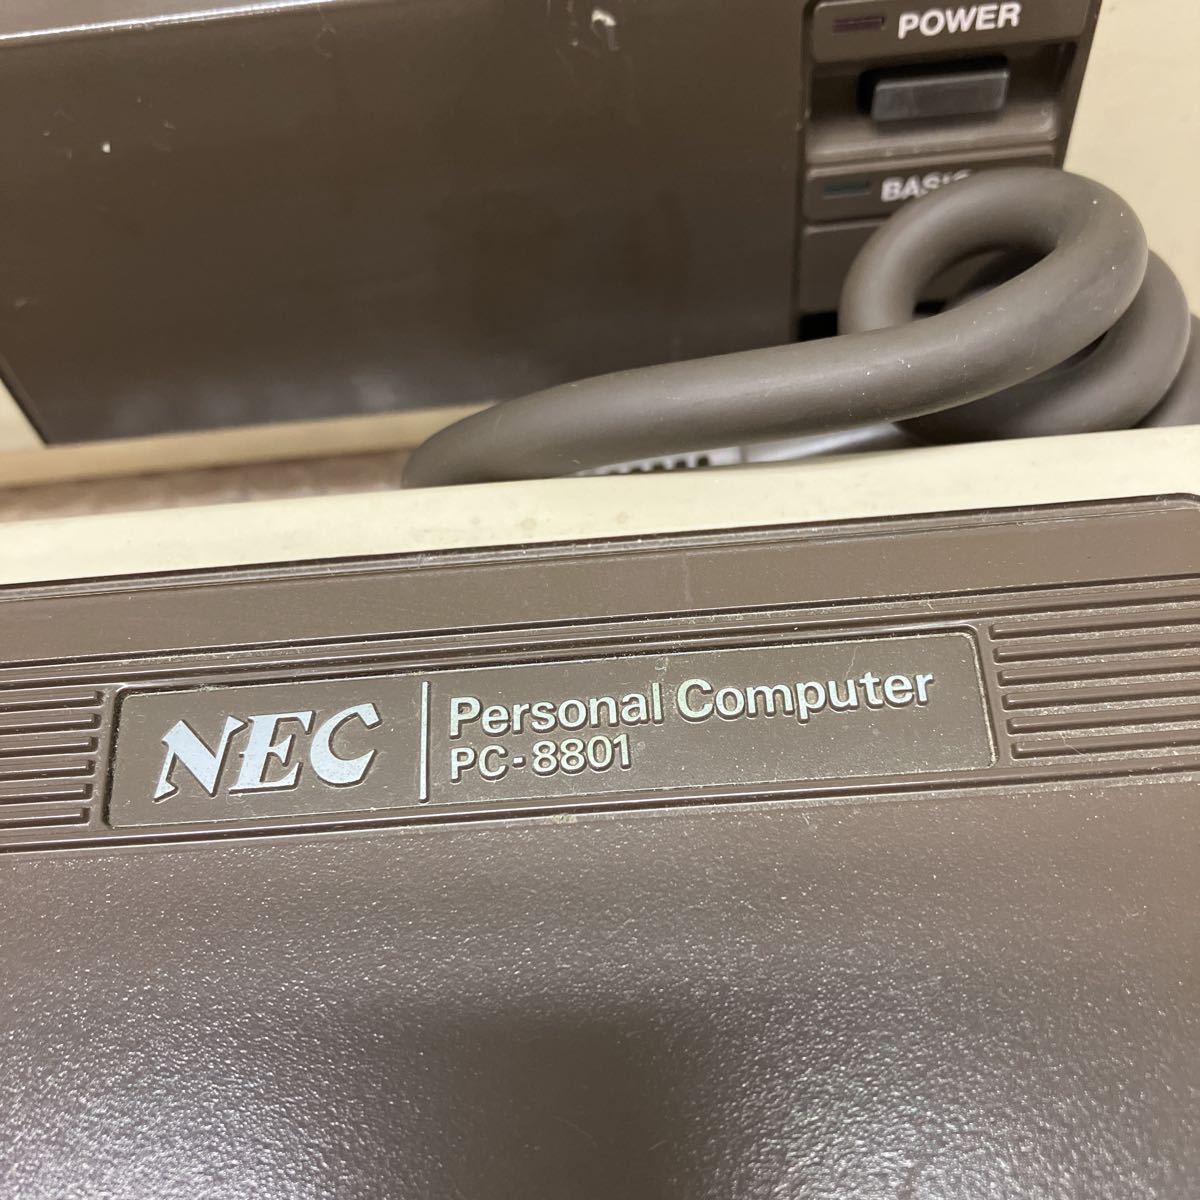 POWER
NEC
Personal Computer
PC-8801